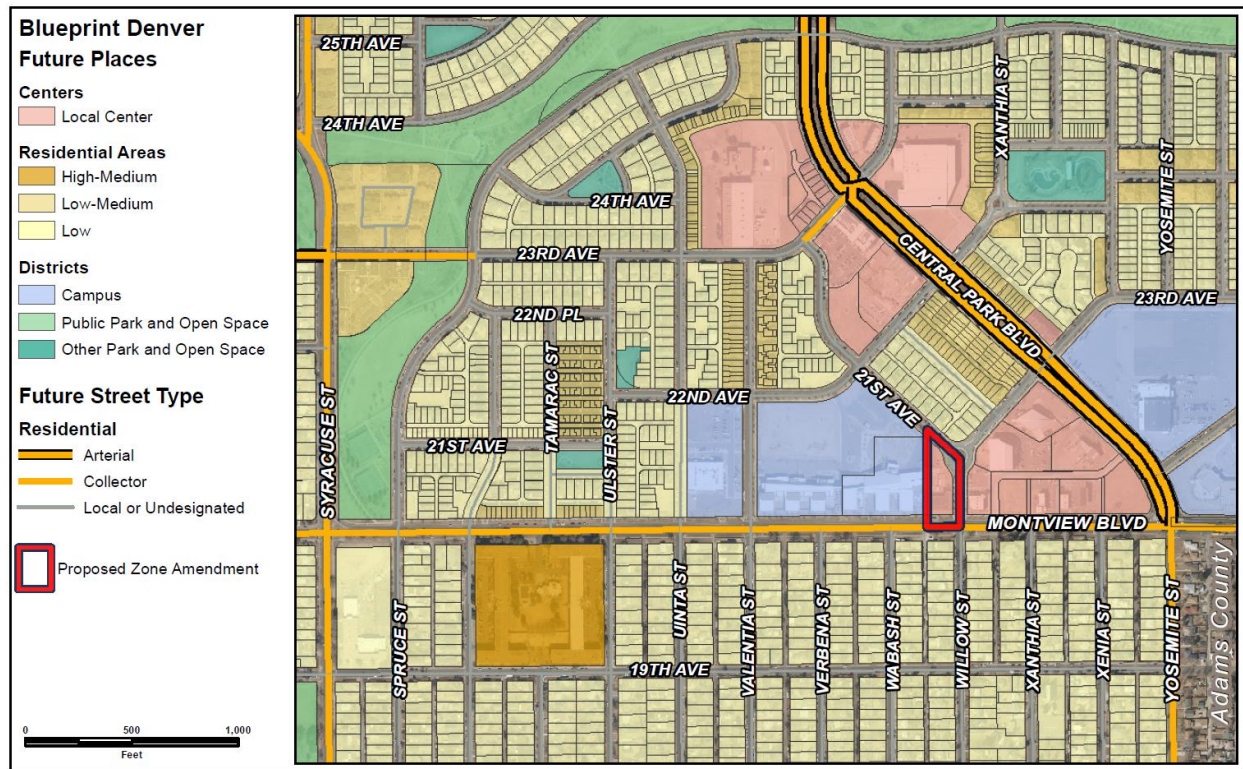 Blueprint Denver
Future Places
Centers
Local Center
Residential Areas
High-Medium
Low-Medium
Low
Districts
Campus
Public Park and Open Space
Other Park and Open Space
Future Street Type
Residential
Arterial
Collector
Local or Undesignated
Proposed Zone Amendment
0 500 1,000
Feet
25TH AVE
24TH AVE
XANTHIA ST
YOSEMITE ST
24TH AVE
23RD AVE
CENTRAL PARK BLVD
23RD AVE
22ND PL
SYRACUSE ST
TAMARAC ST
ULSTER ST
22ND AVE
21ST AVE
21ST AVE
MONTVIEW BLVD
SPRUCE ST
UINTA ST
VALENTIA ST
VERBENA ST
WABASH ST
WILLOW ST
XANTHIA ST
XENIA ST
YOSEMITE ST
Adams County
19TH AVE